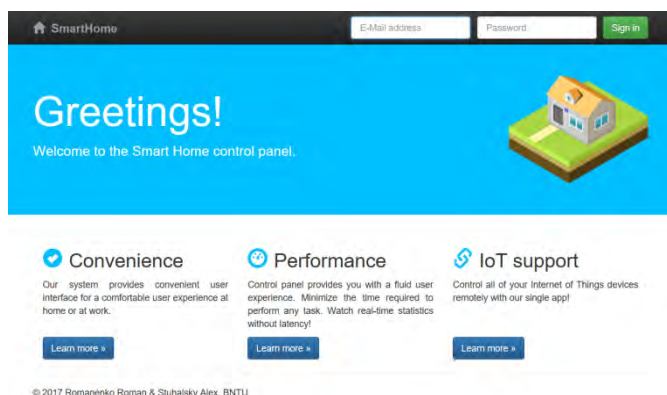 SmartHome
E-Mail address
Password
Sign in
Greetings!
Welcome to the Smart Home control panel.
Convenience
Our system provides convenient user
interface for a comfortable user experience at
home or at work.
Learn more »
Performance
Control panel provides you with a fluid user
experience. Minimize the time required to
perform any task. Watch real-time statistics
without latency!
Learn more »
IoT support
Control all of your Internet of Things devices
remotely with our single app!
Learn more »
© 2017 Romanenko Roman & Stubalsky Alex, BNTU